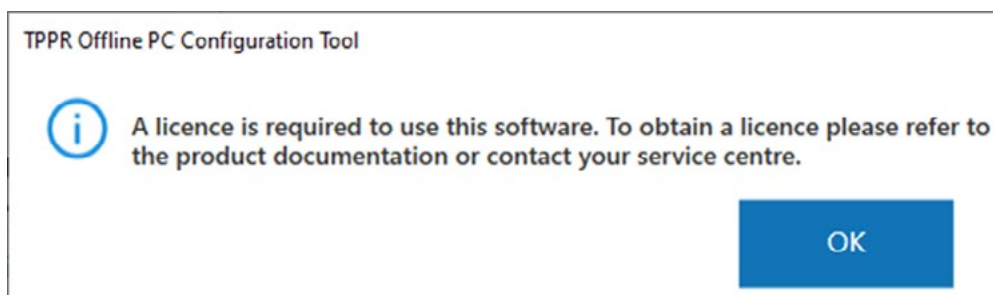 TPPR Offline PC Configuration Tool
A licence is required to use this software. To obtain a licence please refer to
the product documentation or contact your service centre.
OK